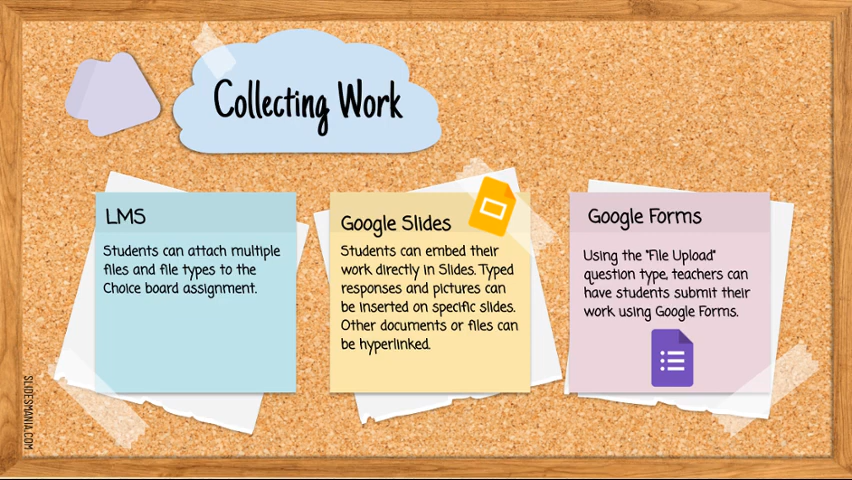 Collecting Work
LMS
Students can attach multiple
files and file types to the
Choice board assignment.
Google Slides
Students can embed their
work directly in Slides. Typed
responses and pictures can
be inserted on specific slides.
Other documents or files can
be hyperlinked.
Google Forms
Using the "File Upload"
question type, teachers can
have students submit their
work using Google Forms.
SLIDESMANIA.COM